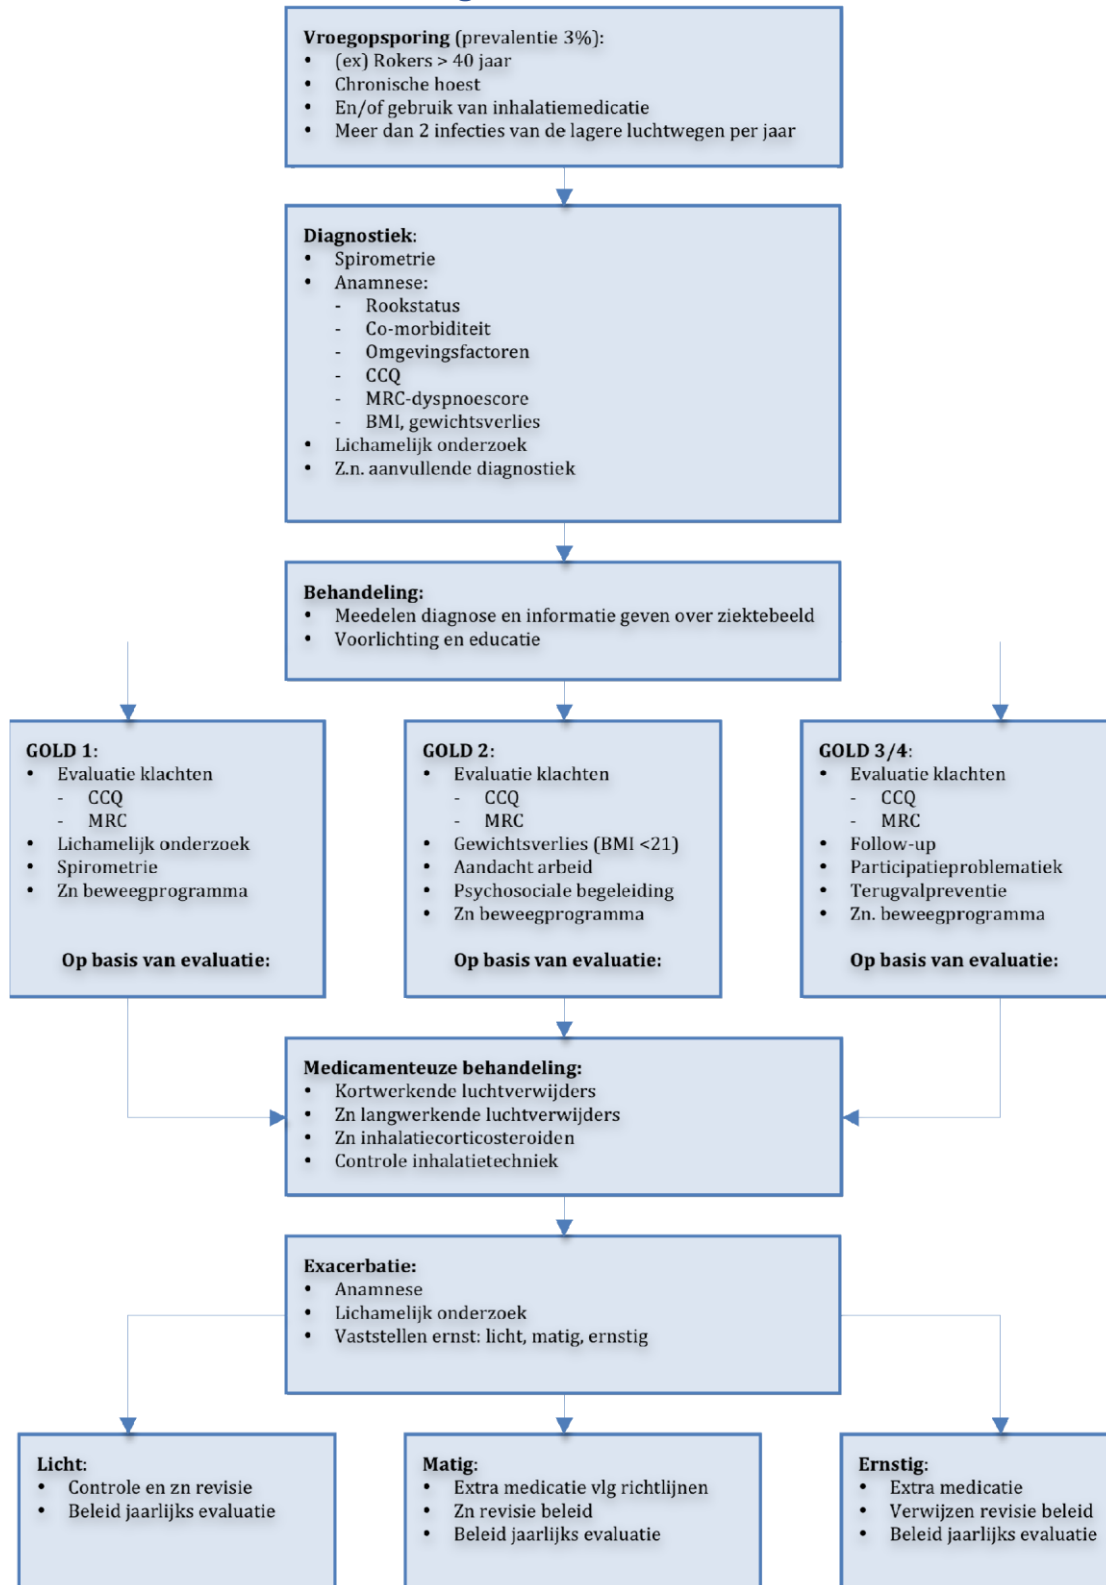 Vroegopsporing (prevalentie 3%):
• (ex) Rokers > 40 jaar
• Chronische hoest
• En/of gebruik van inhalatiemedicatie
• Meer dan 2 infecties van de lagere luchtwegen per jaar
Diagnostiek:
• Spirometrie
• Anamnese:
- Rookstatus
- Co-morbiditeit
- Omgevingsfactoren
- CCQ
- MRC-dyspnoescore
- BMI, gewichtsverlies
• Lichamelijk onderzoek
• Z.n. aanvullende diagnostiek
Behandeling:
• Meedelen diagnose en informatie geven over ziektebeeld
• Voorlichting en educatie
GOLD 1:
• Evaluatie klachten
- CCQ
- MRC
• Lichamelijk onderzoek
• Spirometrie
• Zn beweegprogramma
Op basis van evaluatie:
GOLD 2:
• Evaluatie klachten
- CCQ
- MRC
• Gewichtsverlies (BMI <21)
• Aandacht arbeid
• Psychosociale begeleiding
• Zn beweegprogramma
Op basis van evaluatie:
GOLD 3/4:
• Evaluatie klachten
- CCQ
- MRC
• Follow-up
• Participatieproblematiek
• Terugvalpreventie
• Zn. beweegprogramma
Op basis van evaluatie:
Medicamenteuze behandeling:
• Kortwerkende luchtverwijders
• Zn langwerkende luchtverwijders
• Zn inhalatiecorticosteroiden
• Controle inhalatietechniek
Exacerbatie:
• Anamnese
• Lichamelijk onderzoek
• Vaststellen ernst: licht, matig, ernstig
Licht:
• Controle en zn revisie
• Beleid jaarlijks evaluatie
Matig:
• Extra medicatie vlg richtlijnen
• Zn revisie beleid
• Beleid jaarlijks evaluatie
Ernstig:
• Extra medicatie
• Verwijzen revisie beleid
• Beleid jaarlijks evaluatie